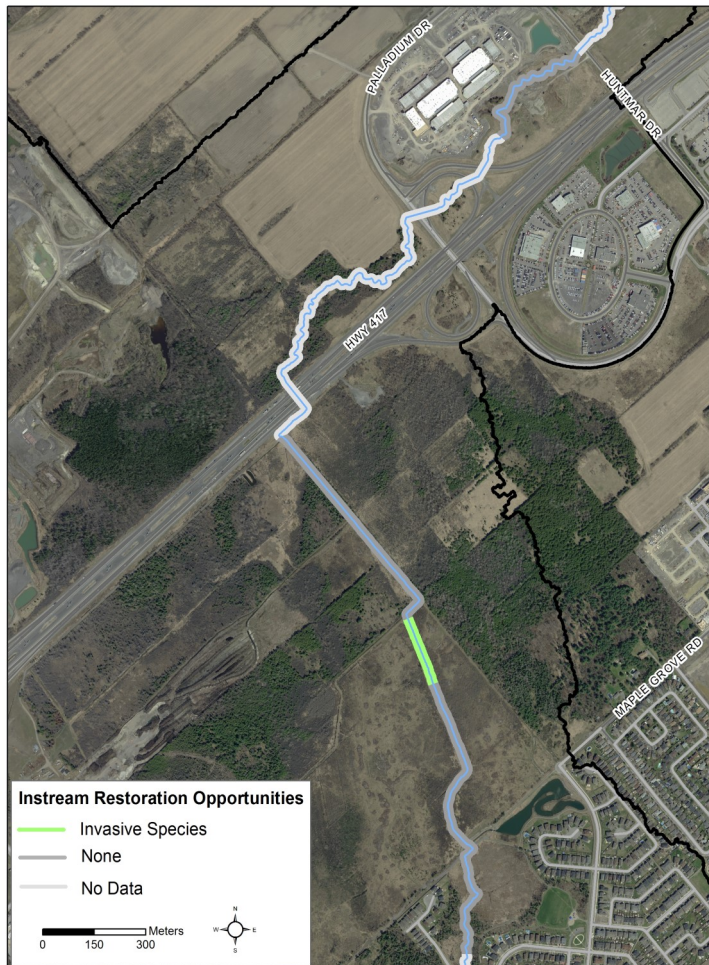 PALLADIUM DR
HUNTMAR DR
HWY 417
MAPLE GROVE RD
Instream Restoration Opportunities
Invasive Species
None
No Data
Meters
0 150 300
N
W E
S